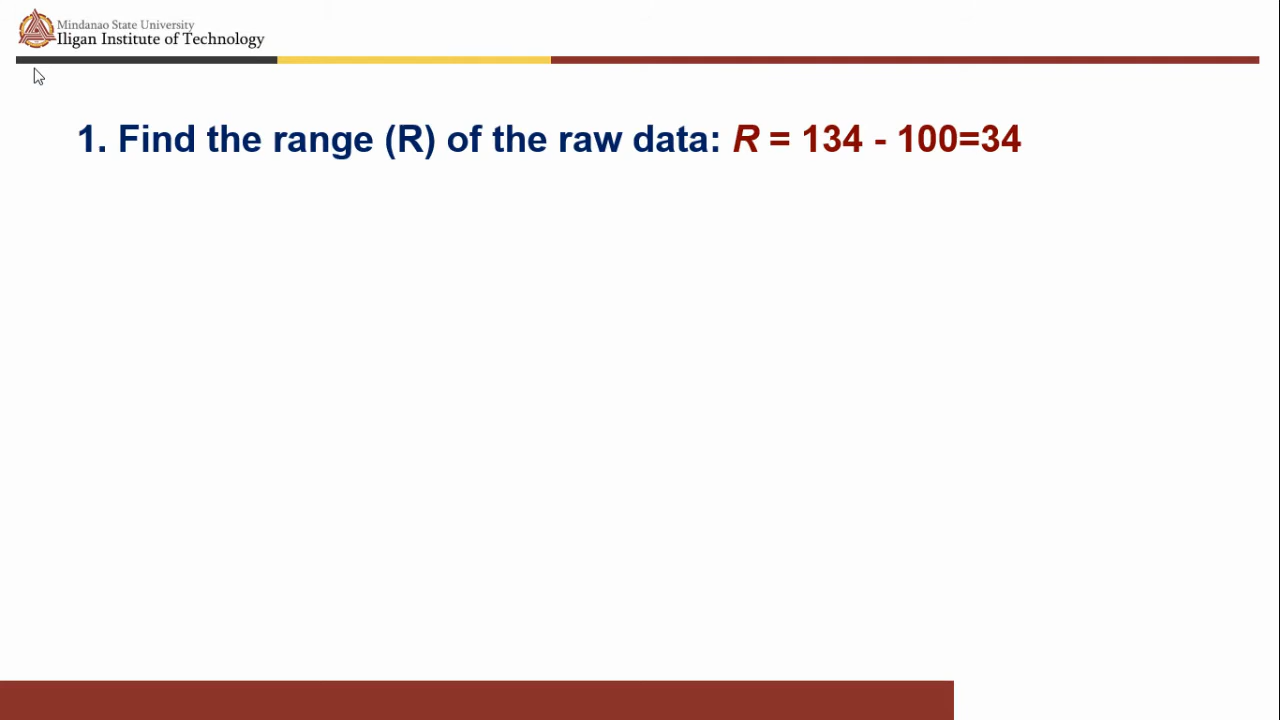 Mindanao State University
Iligan Institute of Technology
1. Find the range (R) of the raw data: R = 134 - 100=34